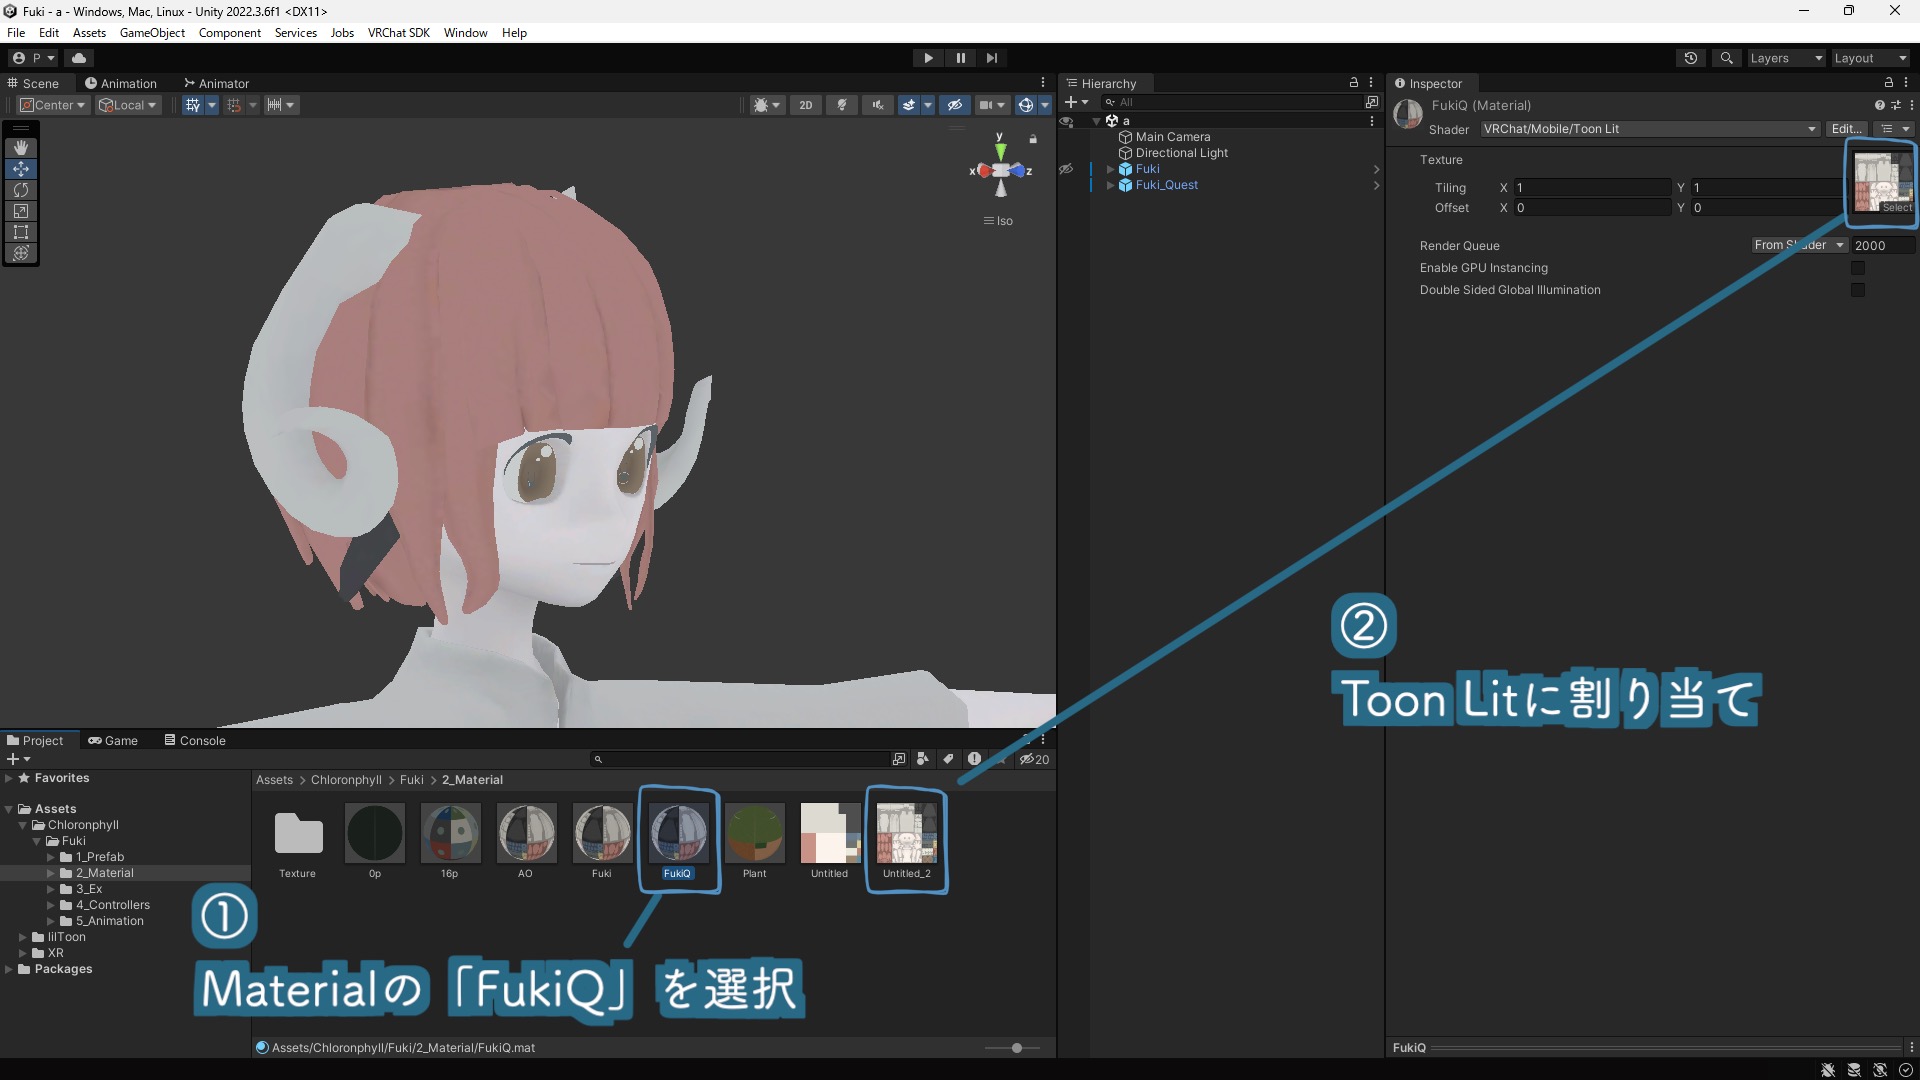 Fuki - a - Windows, Mac, Linux - Unity 2022.3.6f1 <DX11>
File Edit Assets GameObject Component Services Jobs VRChat SDK Window Help
P
Layers
Layout
Scene
Animation
Animator
Center
Local
2D
y
x
z
Iso
Hierarchy
All
a
Main Camera
Directional Light
Fuki
Fuki_Quest
Inspector
FukiQ (Material)
Shader VRChat/Mobile/Toon Lit Edit...
Texture
Tiling X 1 Y 1
Offset X 0 Y 0
Select
Render Queue From Shader 2000
Enable GPU Instancing
Double Sided Global Illumination
②
Toon Litに割り当て
Project
Game
Console
20
Favorites
Assets
Chloronphyll
Fuki
1_Prefab
2_Material
3_Ex
4_Controllers
5_Animation
lilToon
XR
Packages
Assets > Chloronphyll > Fuki > 2_Material
Texture 0p 16p AO Fuki FukiQ Plant Untitled Untitled_2
①
Materialの「FukiQ」を選択
Assets/Chloronphyll/Fuki/2_Material/FukiQ.mat
FukiQ